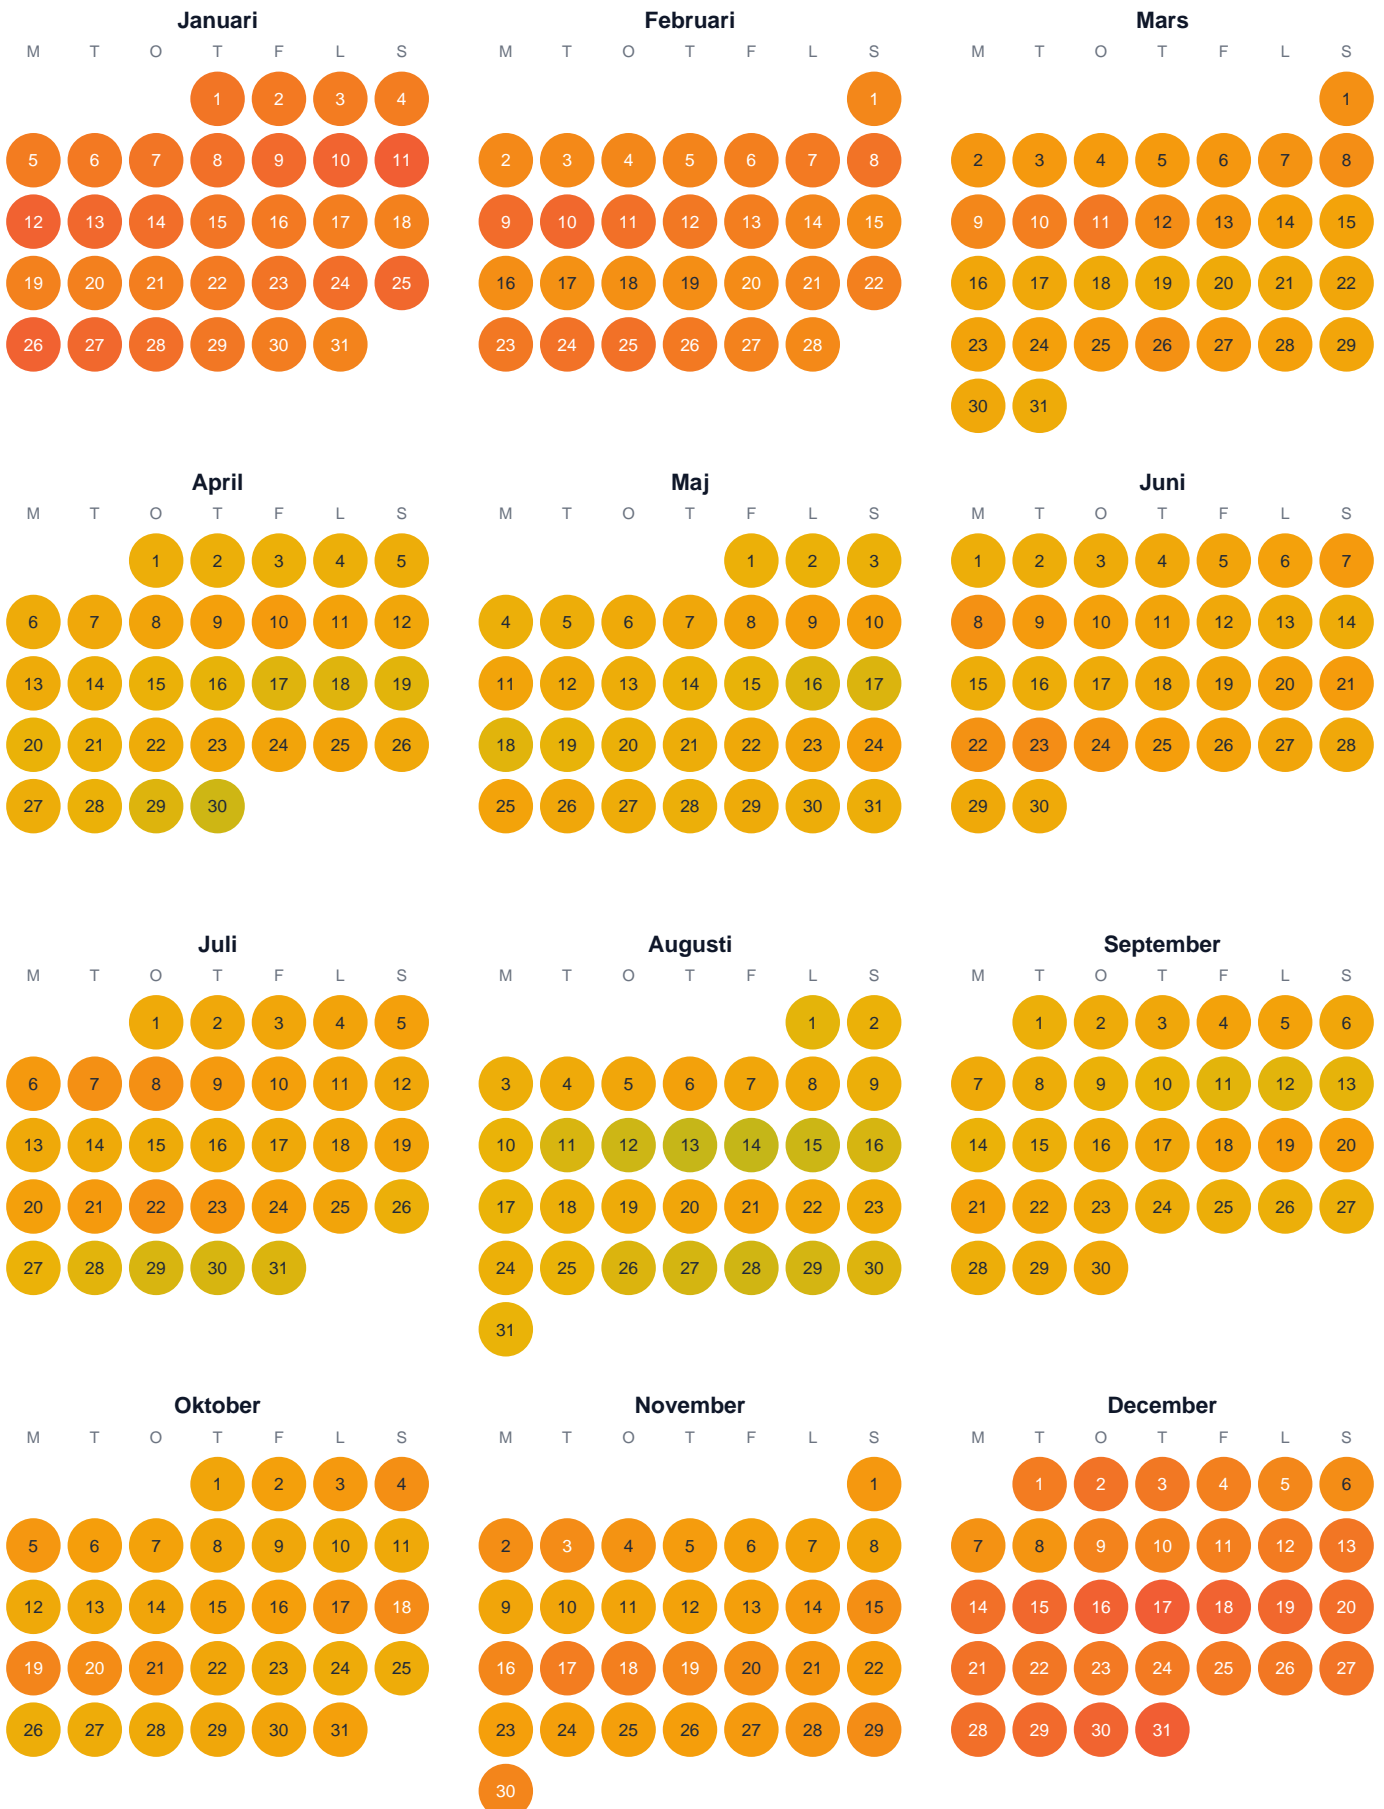 Januari Februari Mars
M T O T F L S M T O T F L S M T O T F L S
1 2 3 4 1 1
5 6 7 8 9 10 11 2 3 4 5 6 7 8 2 3 4 5 6 7 8
12 13 14 15 16 17 18 9 10 11 12 13 14 15 9 10 11 12 13 14 15
19 20 21 22 23 24 25 16 17 18 19 20 21 22 16 17 18 19 20 21 22
26 27 28 29 30 31 23 24 25 26 27 28 23 24 25 26 27 28 29
30 31
April Maj Juni
M T O T F L S M T O T F L S M T O T F L S
1 2 3 4 5 1 2 3 1 2 3 4 5 6 7
6 7 8 9 10 11 12 4 5 6 7 8 9 10 8 9 10 11 12 13 14
13 14 15 16 17 18 19 11 12 13 14 15 16 17 15 16 17 18 19 20 21
20 21 22 23 24 25 26 18 19 20 21 22 23 24 22 23 24 25 26 27 28
27 28 29 30 25 26 27 28 29 30 31 29 30
Juli Augusti September
M T O T F L S M T O T F L S M T O T F L S
1 2 3 4 5 1 2 1 2 3 4 5 6
6 7 8 9 10 11 12 3 4 5 6 7 8 9 7 8 9 10 11 12 13
13 14 15 16 17 18 19 10 11 12 13 14 15 16 14 15 16 17 18 19 20
20 21 22 23 24 25 26 17 18 19 20 21 22 23 21 22 23 24 25 26 27
27 28 29 30 31 24 25 26 27 28 29 30 28 29 30
31
Oktober November December
M T O T F L S M T O T F L S M T O T F L S
1 2 3 4 1 1 2 3 4 5 6
5 6 7 8 9 10 11 2 3 4 5 6 7 8 7 8 9 10 11 12 13
12 13 14 15 16 17 18 9 10 11 12 13 14 15 14 15 16 17 18 19 20
19 20 21 22 23 24 25 16 17 18 19 20 21 22 21 22 23 24 25 26 27
26 27 28 29 30 31 23 24 25 26 27 28 29 28 29 30 31
30